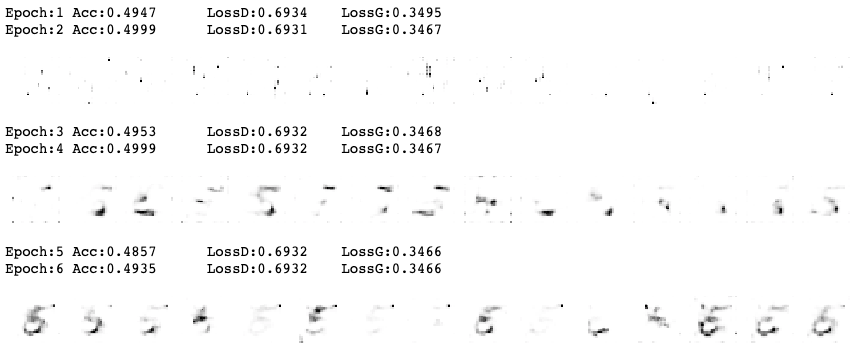 Epoch:1 Acc:0.4947 LossD:0.6934 LossG:0.3495
Epoch:2 Acc:0.4999 LossD:0.6931 LossG:0.3467
Epoch:3 Acc:0.4953 LossD:0.6932 LossG:0.3468
Epoch:4 Acc:0.4999 LossD:0.6932 LossG:0.3467
Epoch:5 Acc:0.4857 LossD:0.6932 LossG:0.3466
Epoch:6 Acc:0.4935 LossD:0.6932 LossG:0.3466